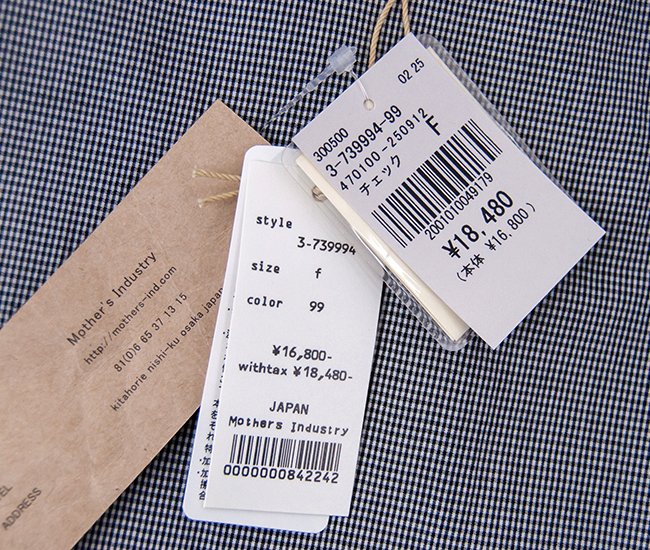 Mother's Industry
http://mothers-ind.com
81(0)6 65 37 13 15
kitahorie nishi-ku osaka japan
ADDRESS
style
3-739994
size f
color 99
¥16,800-
withtax ¥18,480-
JAPAN
Mothers Industry
0000000842242
02 25
300500
3-739994-99
470100-250912
チェック F
2001010049179
¥18,480
(本体 ¥16,800)